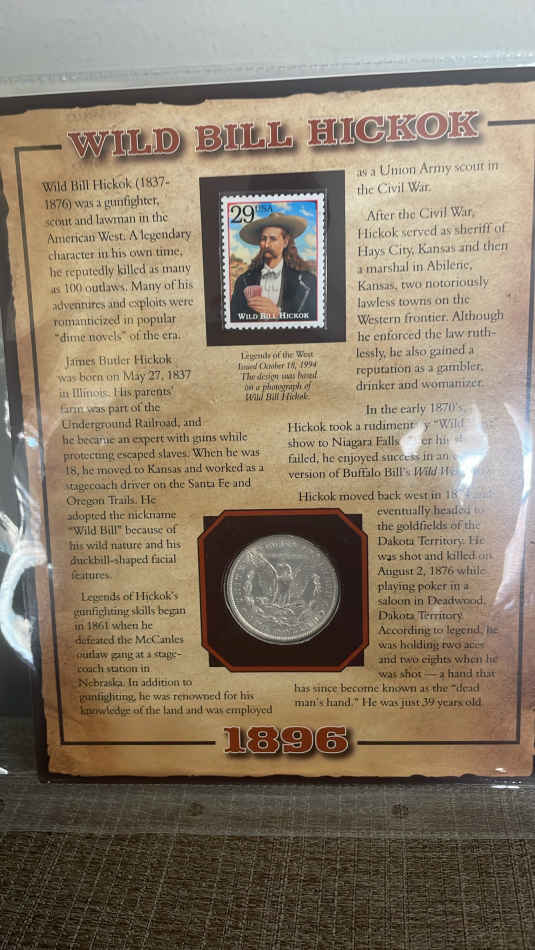 WILD BILL HICKOK
Wild Bill Hickok (1837-
1876) was a gunfighter,
scout and lawman in the
American West. A legendary
character in his own time,
he reputedly killed as many
as 100 outlaws. Many of his
adventures and exploits were
romanticized in popular
“dime novels” of the era.
James Butler Hickok
was born on May 27, 1837
in Illinois. His parents’
farm was part of the
Underground Railroad, and
he became an expert with guns while
protecting escaped slaves. When he was
18, he moved to Kansas and worked as a
stagecoach driver on the Santa Fe and
Oregon Trails. He
adopted the nickname
“Wild Bill” because of
his wild nature and his
duckbill-shaped facial
features.
Legends of Hickok’s
gunfighting skills began
in 1861 when he
defeated the McCanles
outlaw gang at a stage-
coach station in
Nebraska. In addition to
gunfighting, he was renowned for his
knowledge of the land and was employed
29 USA
WILD BILL HICKOK
Legends of the West
Issued October 18, 1994
The design was based
on a photograph of
Wild Bill Hickok.
as a Union Army scout in
the Civil War.
After the Civil War,
Hickok served as sheriff of
Hays City, Kansas and then
a marshal in Abilene,
Kansas, two notoriously
lawless towns on the
Western frontier. Although
he enforced the law ruth-
lessly, he also gained a
reputation as a gambler,
drinker and womanizer.
In the early 1870’s,
Hickok took a rudimentary “Wild
show to Niagara Falls. his
failed, he enjoyed success in an
version of Buffalo Bill’s Wild
Hickok moved back west in and
eventually headed to
the goldfields of the
Dakota Territory. He
was shot and killed on
August 2, 1876 while
playing poker in a
saloon in Deadwood,
Dakota Territory.
According to legend, he
was holding two aces
and two eights when he
was shot — a hand that
has since become known as the “dead
man’s hand.” He was just 39 years old.
1896